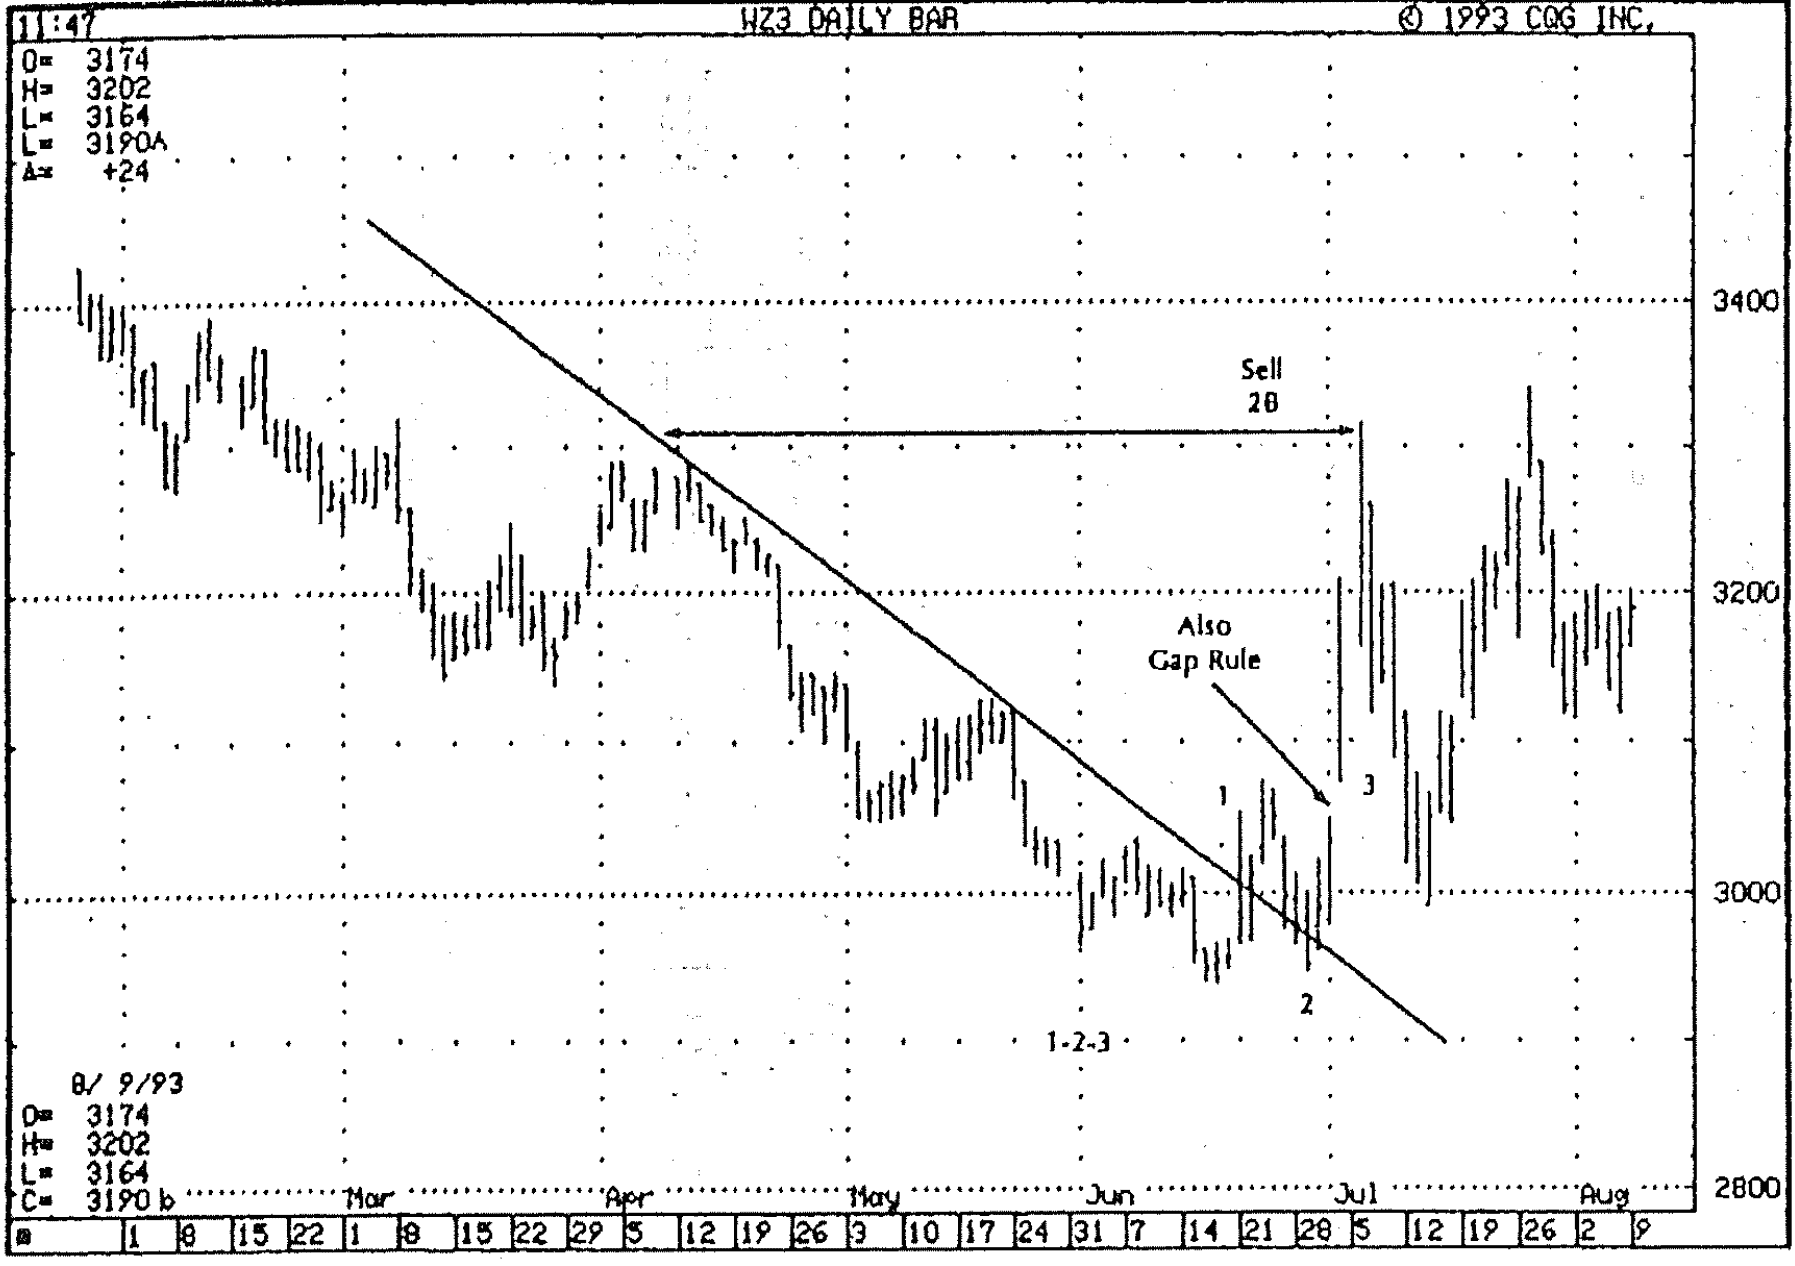 11:47 WZ3 DAILY BAR © 1993 CQG INC.
O= 3174
H= 3202
L= 3164
L= 3190A
Δ= +24
3400
Sell
2B
3200
Also
Gap Rule
1
3
3000
2
1-2-3
8/ 9/93
O= 3174
H= 3202
L= 3164
C= 3190 b
Mar Apr May Jun Jul Aug
2800
1 8 15 22 1 8 15 22 29 5 12 19 26 3 10 17 24 31 7 14 21 28 5 12 19 26 2 9